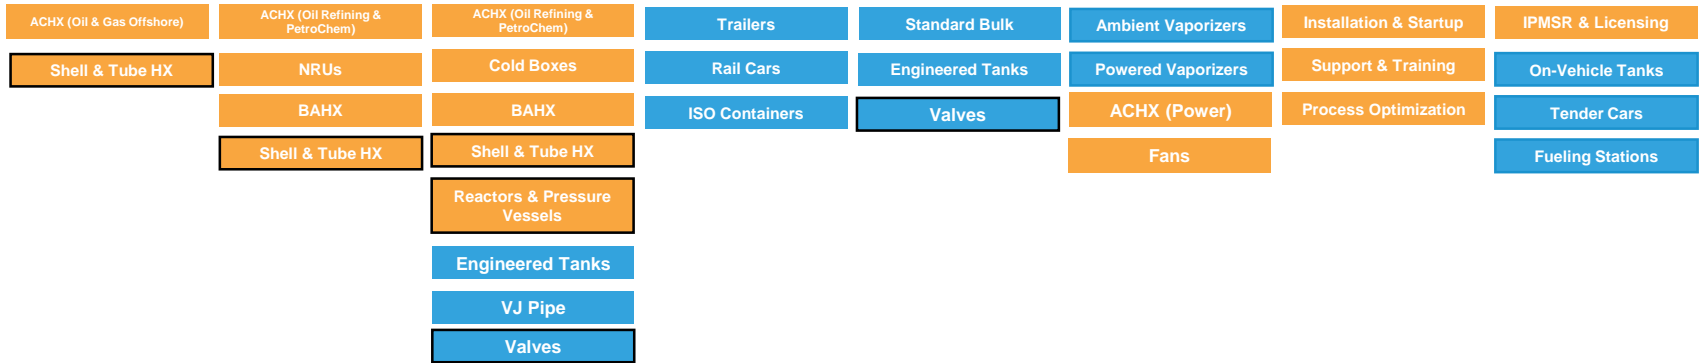 ACHX (Oil & Gas Offshore)
Shell & Tube HX
ACHX (Oil Refining &
PetroChem)
NRUs
BAHX
Shell & Tube HX
ACHX (Oil Refining &
PetroChem)
Cold Boxes
BAHX
Shell & Tube HX
Reactors & Pressure
Vessels
Engineered Tanks
VJ Pipe
Valves
Trailers
Rail Cars
ISO Containers
Standard Bulk
Engineered Tanks
Valves
Ambient Vaporizers
Powered Vaporizers
ACHX (Power)
Fans
Installation & Startup
Support & Training
Process Optimization
IPMSR & Licensing
On-Vehicle Tanks
Tender Cars
Fueling Stations